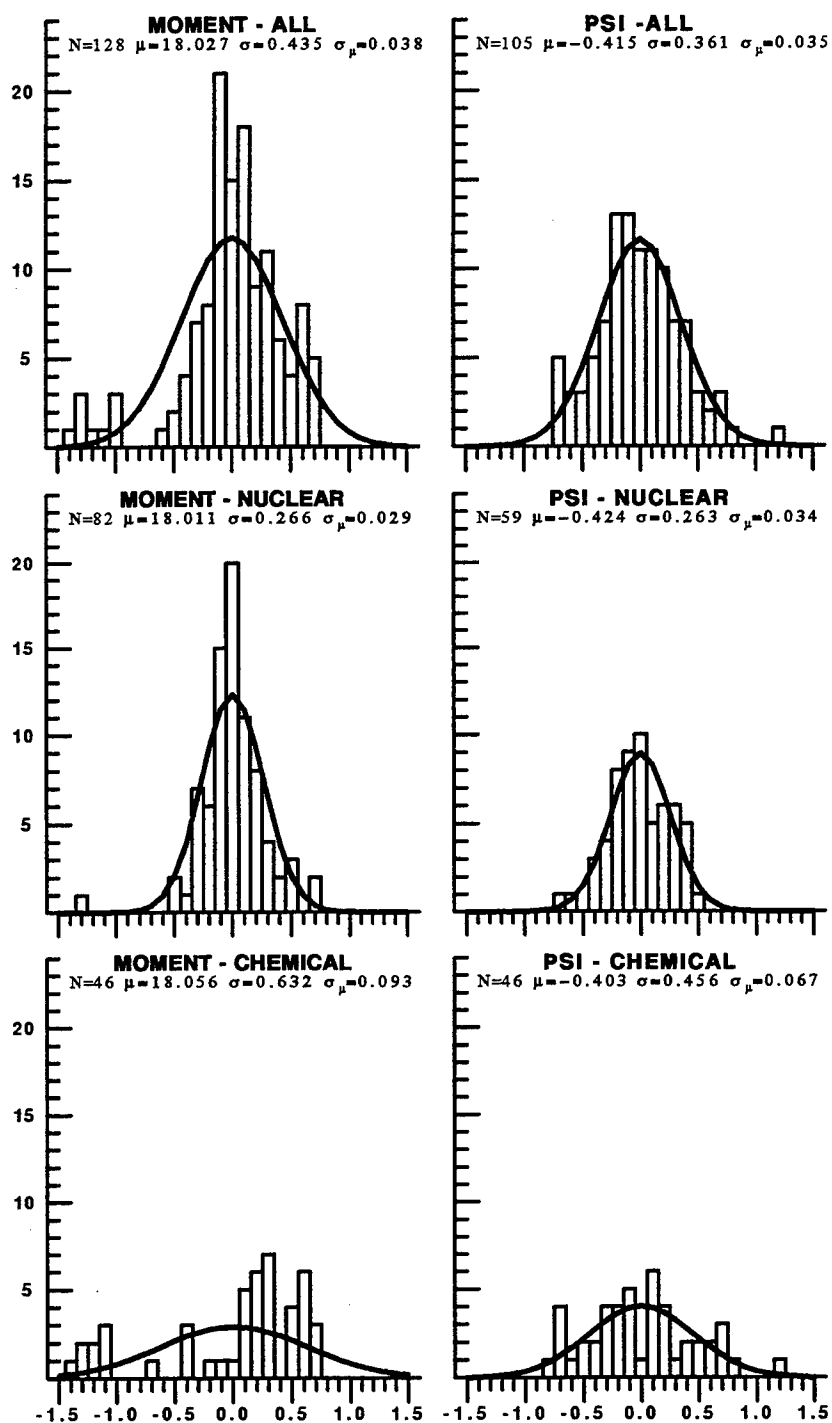 MOMENT - ALL
N=128 μ=18.027 σ=0.435 σμ=0.038
20
15
10
5
PSI -ALL
N=105 μ=-0.415 σ=0.361 σμ=0.035
MOMENT - NUCLEAR
N=82 μ=18.011 σ=0.266 σμ=0.029
20
15
10
5
PSI - NUCLEAR
N=59 μ=-0.424 σ=0.263 σμ=0.034
MOMENT - CHEMICAL
N=46 μ=18.056 σ=0.632 σμ=0.093
20
15
10
5
-1.5 -1.0 -0.5 0.0 0.5 1.0 1.5
PSI - CHEMICAL
N=46 μ=-0.403 σ=0.456 σμ=0.067
-1.5 -1.0 -0.5 0.0 0.5 1.0 1.5